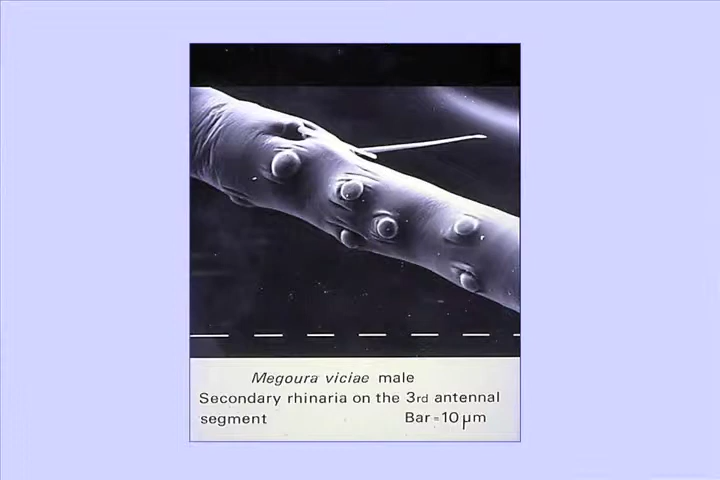 Megoura viciae male
Secondary rhinaria on the 3rd antennal
segment Bar = 10 µm